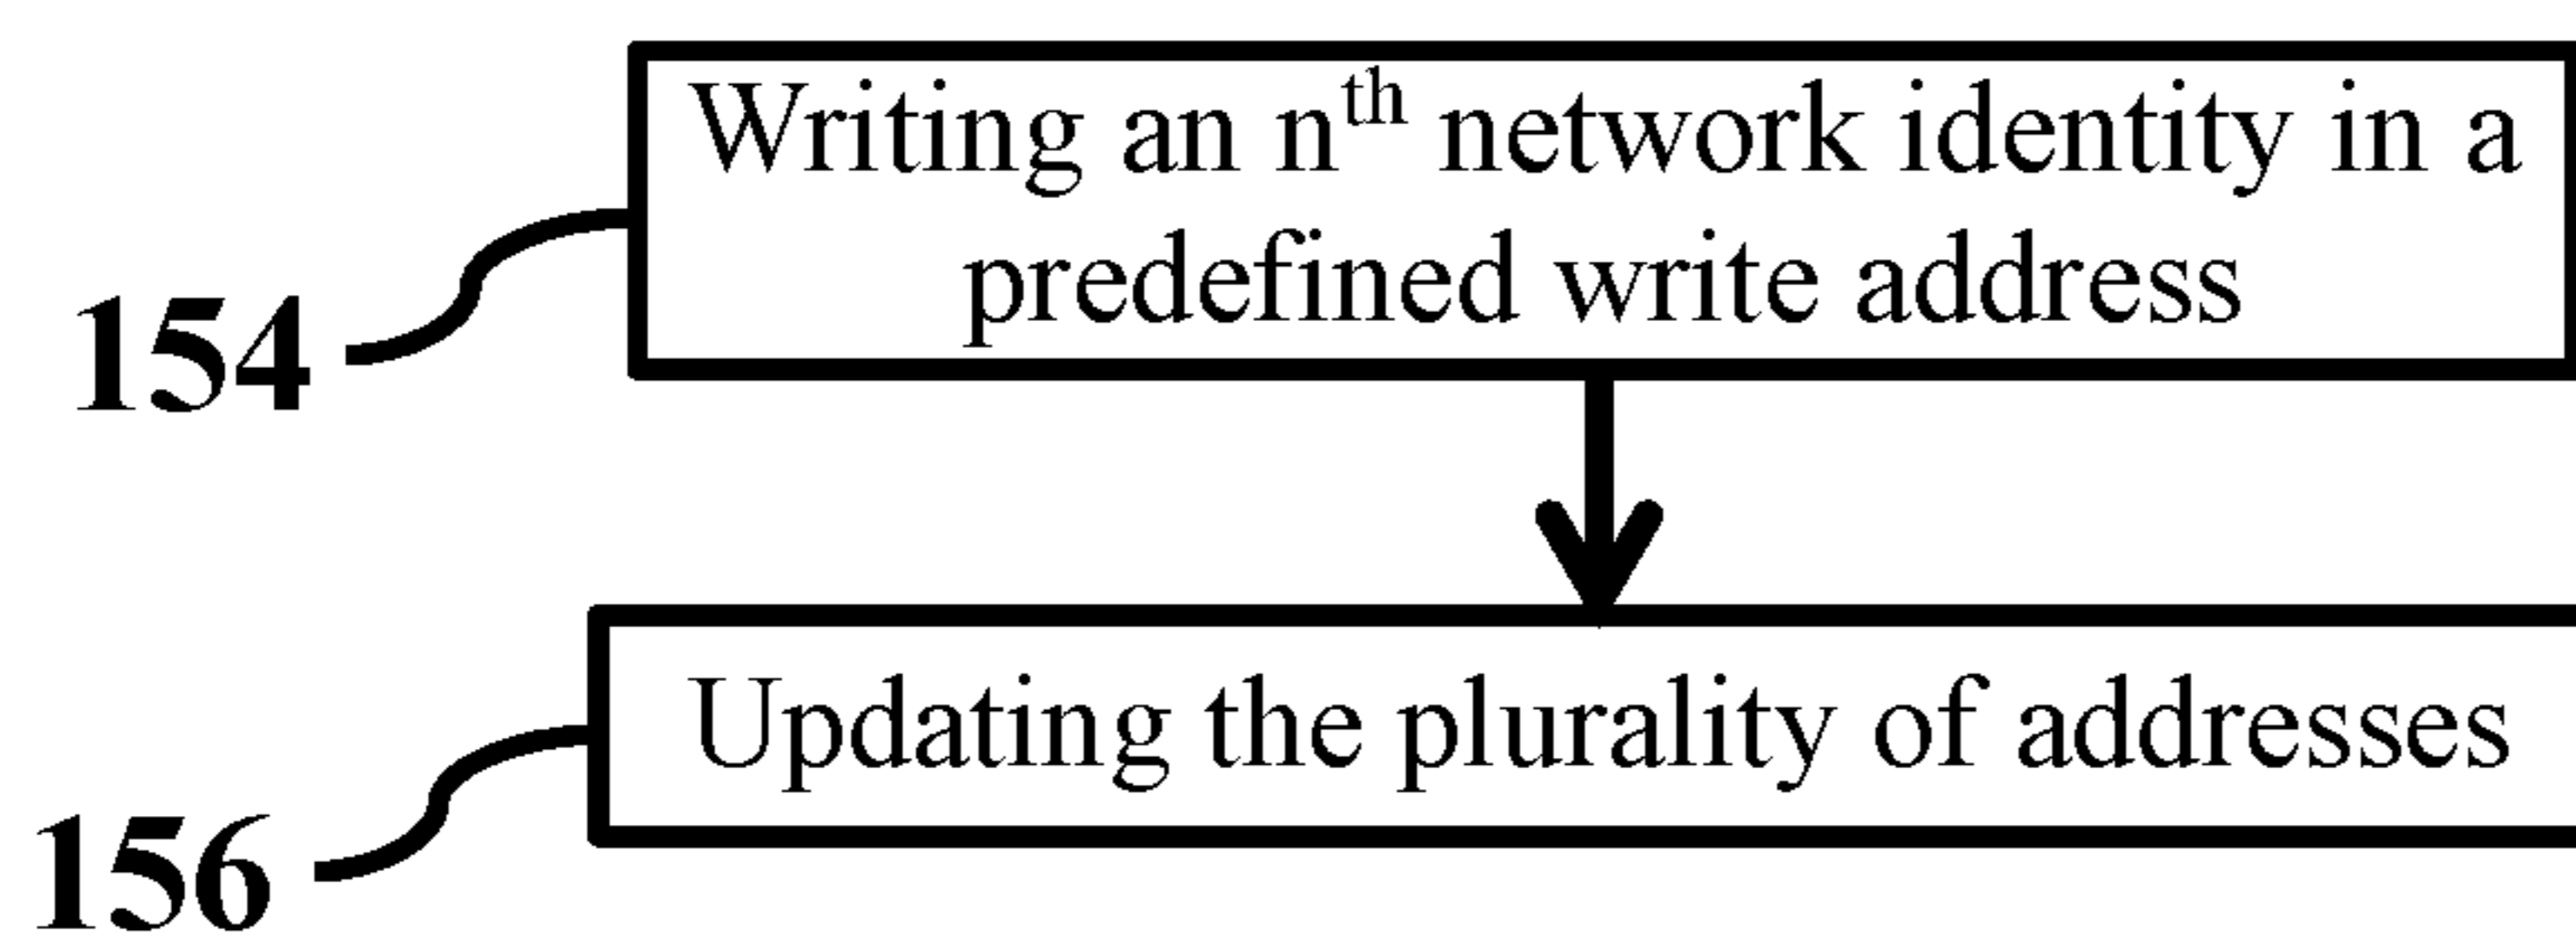 Writing an nᵗʰ network identity in a
predefined write address
154
Updating the plurality of addresses
156